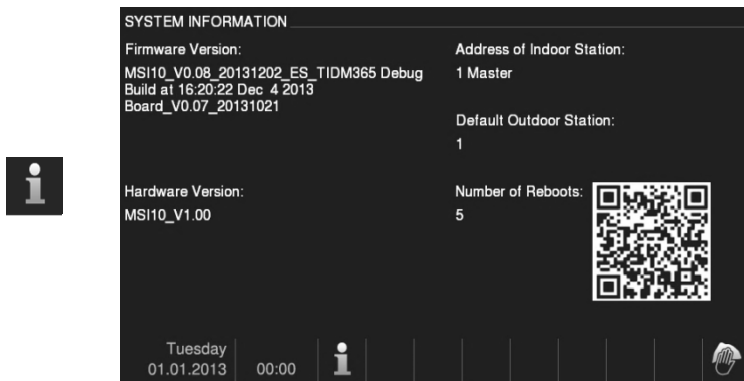 SYSTEM INFORMATION
Firmware Version:
MSI10_V0.08_20131202_ES_TIDM365 Debug
Build at 16:20:22 Dec 4 2013
Board_V0.07_20131021
Address of Indoor Station:
1 Master
Default Outdoor Station:
1
Hardware Version:
MSI10_V1.00
Number of Reboots:
5
Tuesday
01.01.2013
00:00